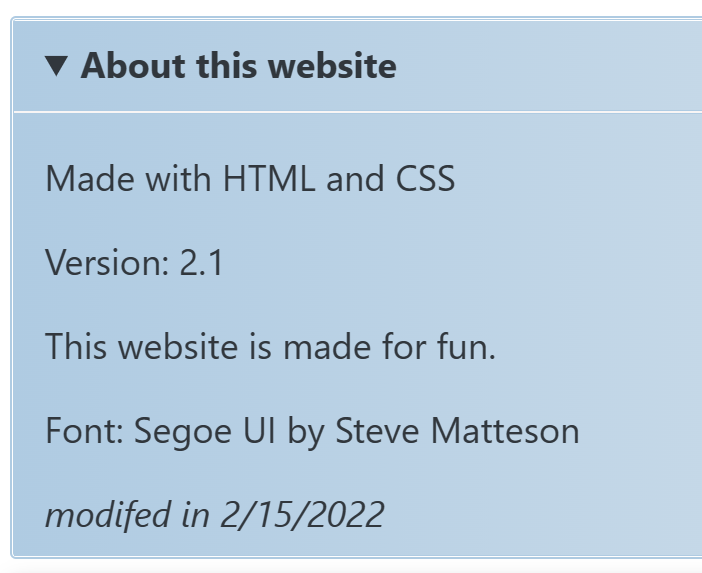 About this website
Made with HTML and CSS
Version: 2.1
This website is made for fun.
Font: Segoe UI by Steve Matteson
modifed in 2/15/2022